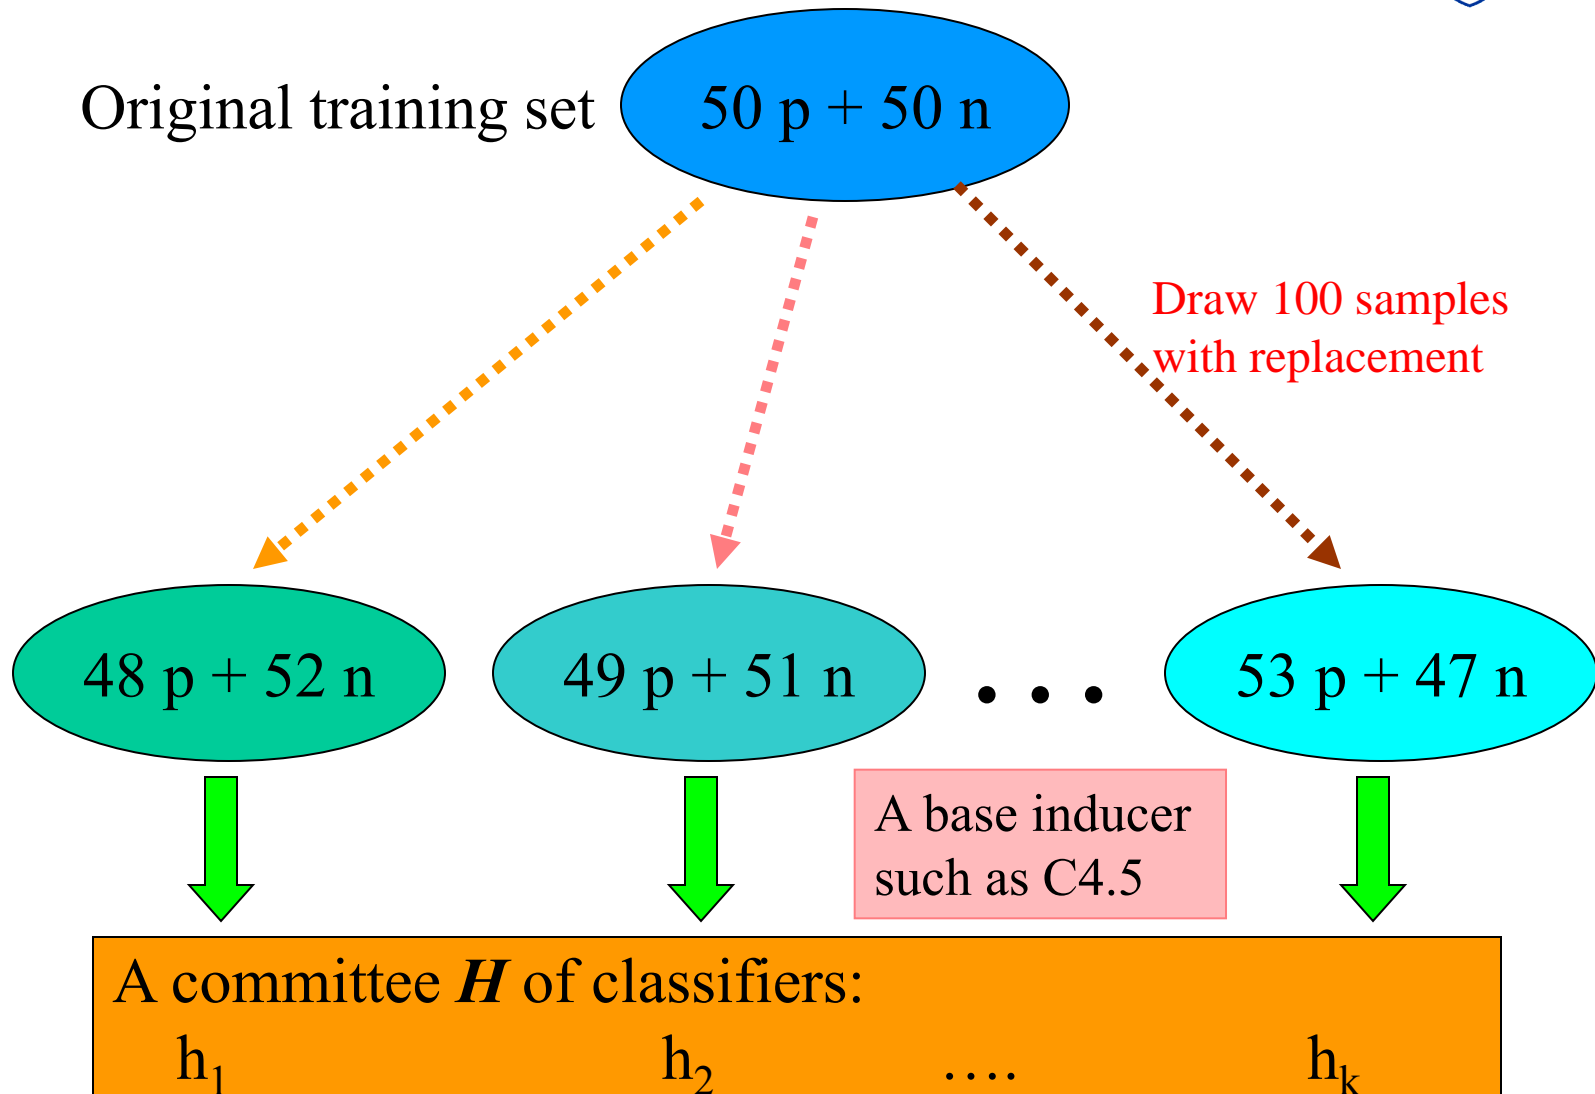 Original training set
50 p + 50 n
Draw 100 samples
with replacement
48 p + 52 n
49 p + 51 n
• • •
53 p + 47 n
A base inducer
such as C4.5
A committee H of classifiers:
h1 h2 …. hk